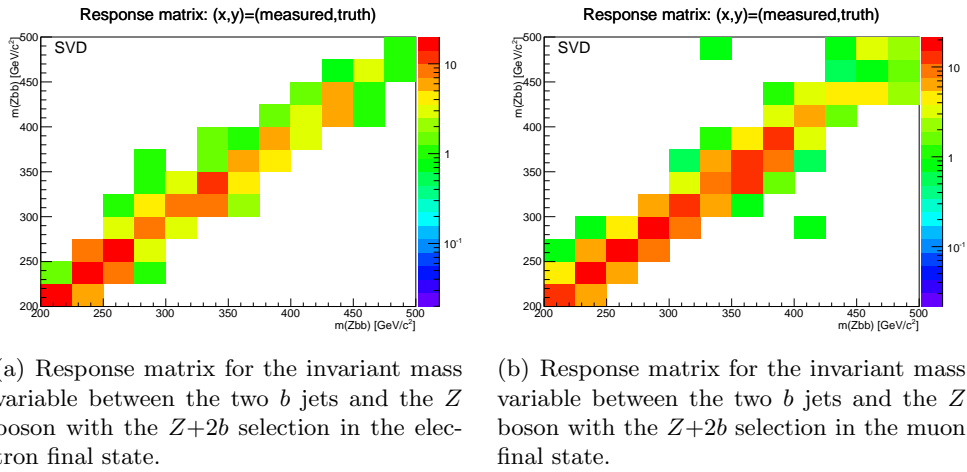 Response matrix: (x,y)=(measured,truth)
m(Zbb) [GeV/c²]
500
450
400
350
300
250
200
SVD
10
1
10⁻¹
200 250 300 350 400 450 500
m(Zbb) [GeV/c²]
Response matrix: (x,y)=(measured,truth)
m(Zbb) [GeV/c²]
500
450
400
350
300
250
200
SVD
10
1
10⁻¹
200 250 300 350 400 450 500
m(Zbb) [GeV/c²]
a) Response matrix for the invariant mass
variable between the two b jets and the Z
boson with the Z+2b selection in the elec-
tron final state.
(b) Response matrix for the invariant mass
variable between the two b jets and the Z
boson with the Z+2b selection in the muon
final state.